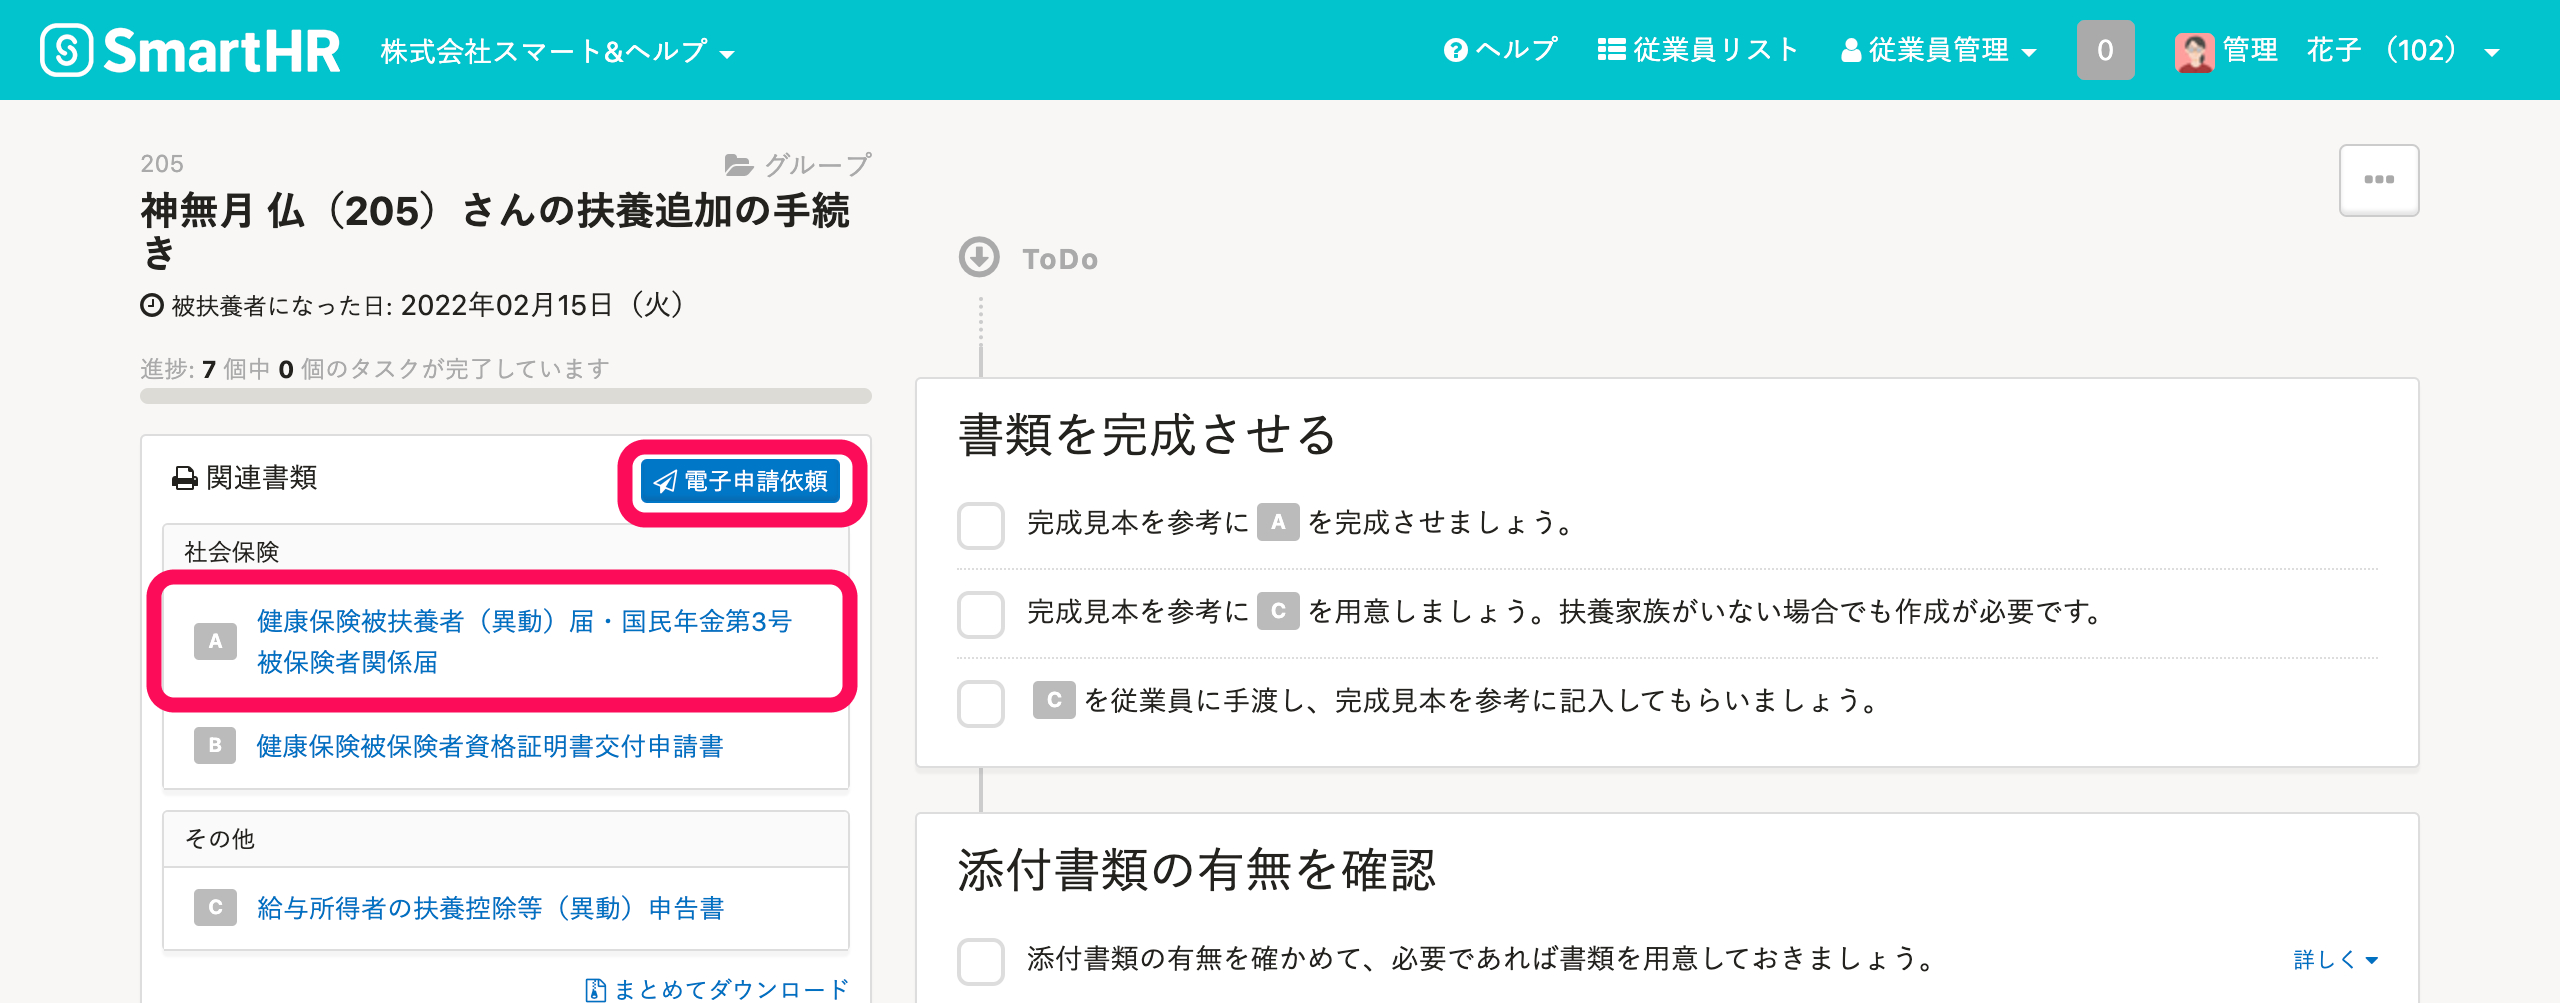 SmartHR 株式会社スマート&ヘルプ ヘルプ 従業員リスト 従業員管理 0 管理 花子 （102）
205 グループ
神無月 仏（205）さんの扶養追加の手続
き
被扶養者になった日: 2022年02月15日（火）
進捗: 7 個中 0 個のタスクが完了しています
関連書類 電子申請依頼
社会保険
A 健康保険被扶養者（異動）届・国民年金第3号
被保険者関係届
B 健康保険被保険者資格証明書交付申請書
その他
C 給与所得者の扶養控除等（異動）申告書
まとめてダウンロード
ToDo
書類を完成させる
完成見本を参考に A を完成させましょう。
完成見本を参考に C を用意しましょう。扶養家族がいない場合でも作成が必要です。
C を従業員に手渡し、完成見本を参考に記入してもらいましょう。
添付書類の有無を確認
添付書類の有無を確かめて、必要であれば書類を用意しておきましょう。 詳しく